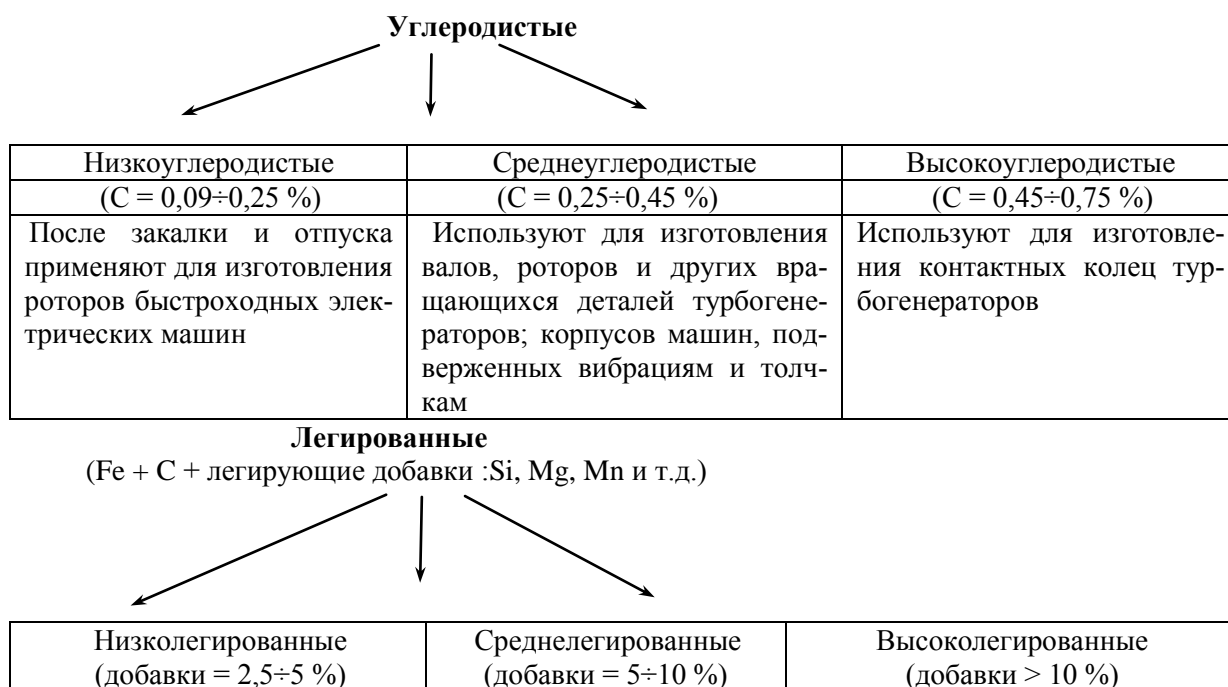 Углеродистые
Низкоуглеродистые Среднеуглеродистые Высокоуглеродистые
(С = 0,09÷0,25 %) (С = 0,25÷0,45 %) (С = 0,45÷0,75 %)
После закалки и отпуска
применяют для изготовления
роторов быстроходных элек-
трических машин
Используют для изготовления
валов, роторов и других вра-
щающихся деталей турбогене-
раторов; корпусов машин, под-
верженных вибрациям и толч-
кам
Используют для изготовле-
ния контактных колец тур-
богенераторов
Легированные
(Fe + C + легирующие добавки :Si, Mg, Mn и т.д.)
Низколегированные Среднелегированные Высоколегированные
(добавки = 2,5÷5 %) (добавки = 5÷10 %) (добавки > 10 %)